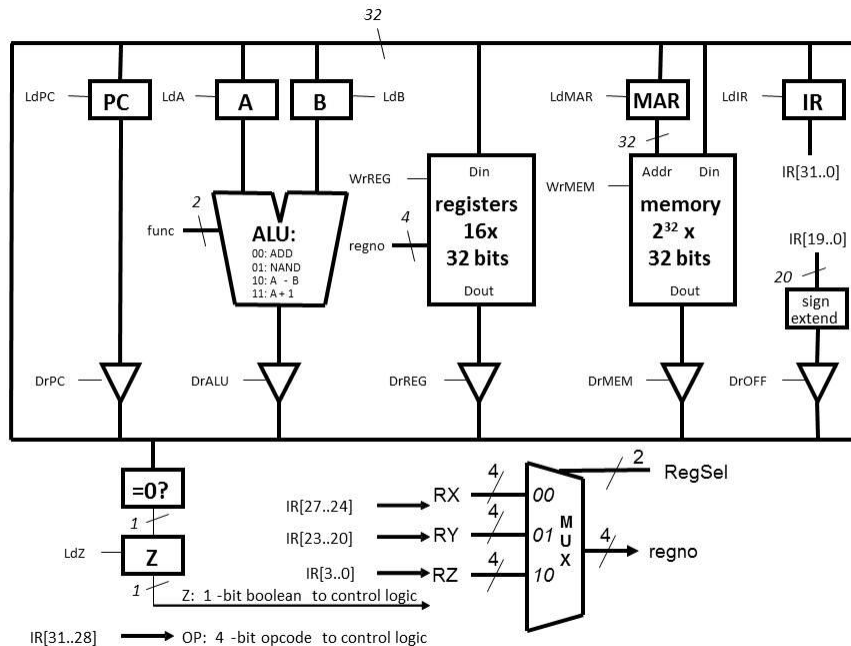 32
LdPC
PC
LdA
A
B
LdB
LdMAR
MAR
LdIR
IR
32
IR[31..0]
WrREG
Din
registers
16x
32 bits
Dout
4
regno
WrMEM
Addr Din
memory
2³² x
32 bits
Dout
2
func
ALU:
00: ADD
01: NAND
10: A - B
11: A + 1
IR[19..0]
20
sign
extend
DrPC
DrALU
DrREG
DrMEM
DrOFF
=0?
1
LdZ
Z
1
Z: 1 -bit boolean to control logic
IR[31..28]
OP: 4 -bit opcode to control logic
IR[27..24]
RX
4
00
IR[23..20]
RY
4
01
IR[3..0]
RZ
4
10
MUX
2
RegSel
4
regno